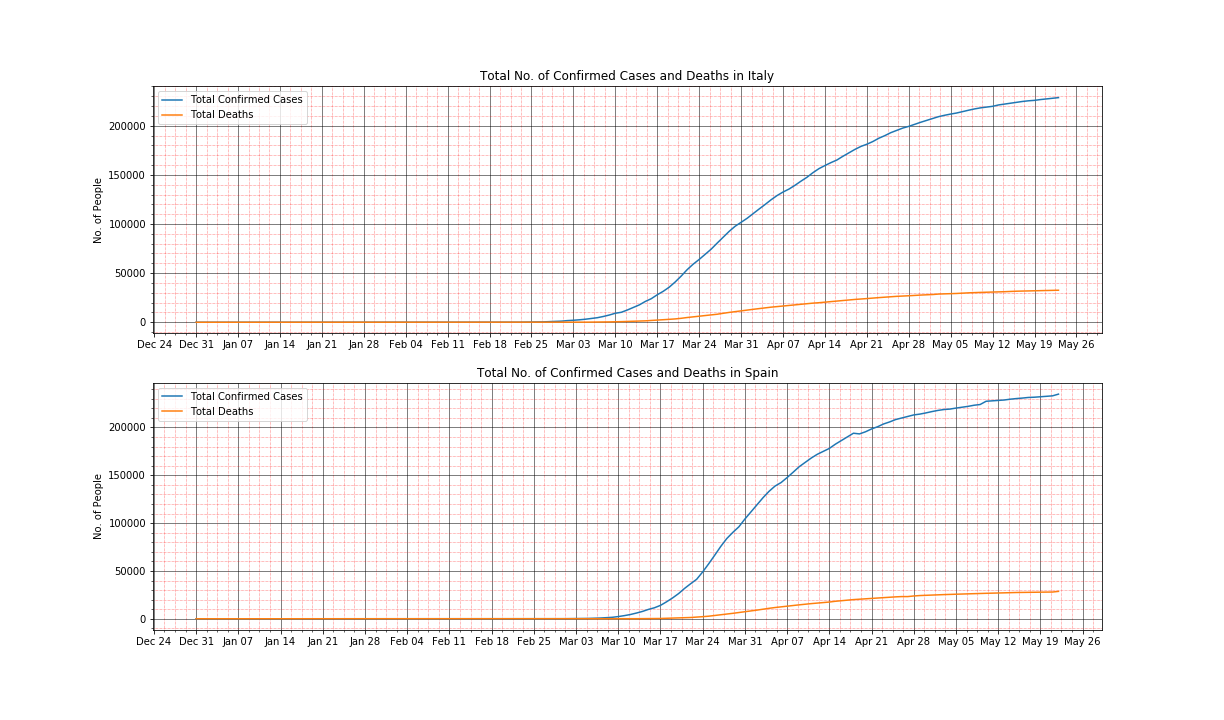 Total No. of Confirmed Cases and Deaths in Italy
Total Confirmed Cases
Total Deaths
No. of People
200000
150000
100000
50000
0
Dec 24 Dec 31 Jan 07 Jan 14 Jan 21 Jan 28 Feb 04 Feb 11 Feb 18 Feb 25 Mar 03 Mar 10 Mar 17 Mar 24 Mar 31 Apr 07 Apr 14 Apr 21 Apr 28 May 05 May 12 May 19 May 26
Total No. of Confirmed Cases and Deaths in Spain
Total Confirmed Cases
Total Deaths
No. of People
200000
150000
100000
50000
0
Dec 24 Dec 31 Jan 07 Jan 14 Jan 21 Jan 28 Feb 04 Feb 11 Feb 18 Feb 25 Mar 03 Mar 10 Mar 17 Mar 24 Mar 31 Apr 07 Apr 14 Apr 21 Apr 28 May 05 May 12 May 19 May 26